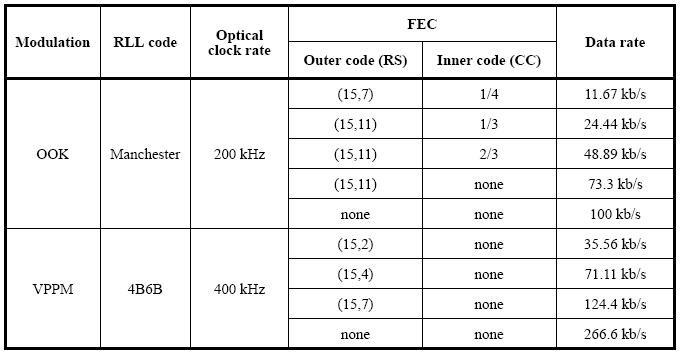 Modulation RLL code Optical clock rate FEC Data rate
Outer code (RS) Inner code (CC)
OOK Manchester 200 kHz (15,7) 1/4 11.67 kb/s
(15,11) 1/3 24.44 kb/s
(15,11) 2/3 48.89 kb/s
(15,11) none 73.3 kb/s
none none 100 kb/s
VPPM 4B6B 400 kHz (15,2) none 35.56 kb/s
(15,4) none 71.11 kb/s
(15,7) none 124.4 kb/s
none none 266.6 kb/s